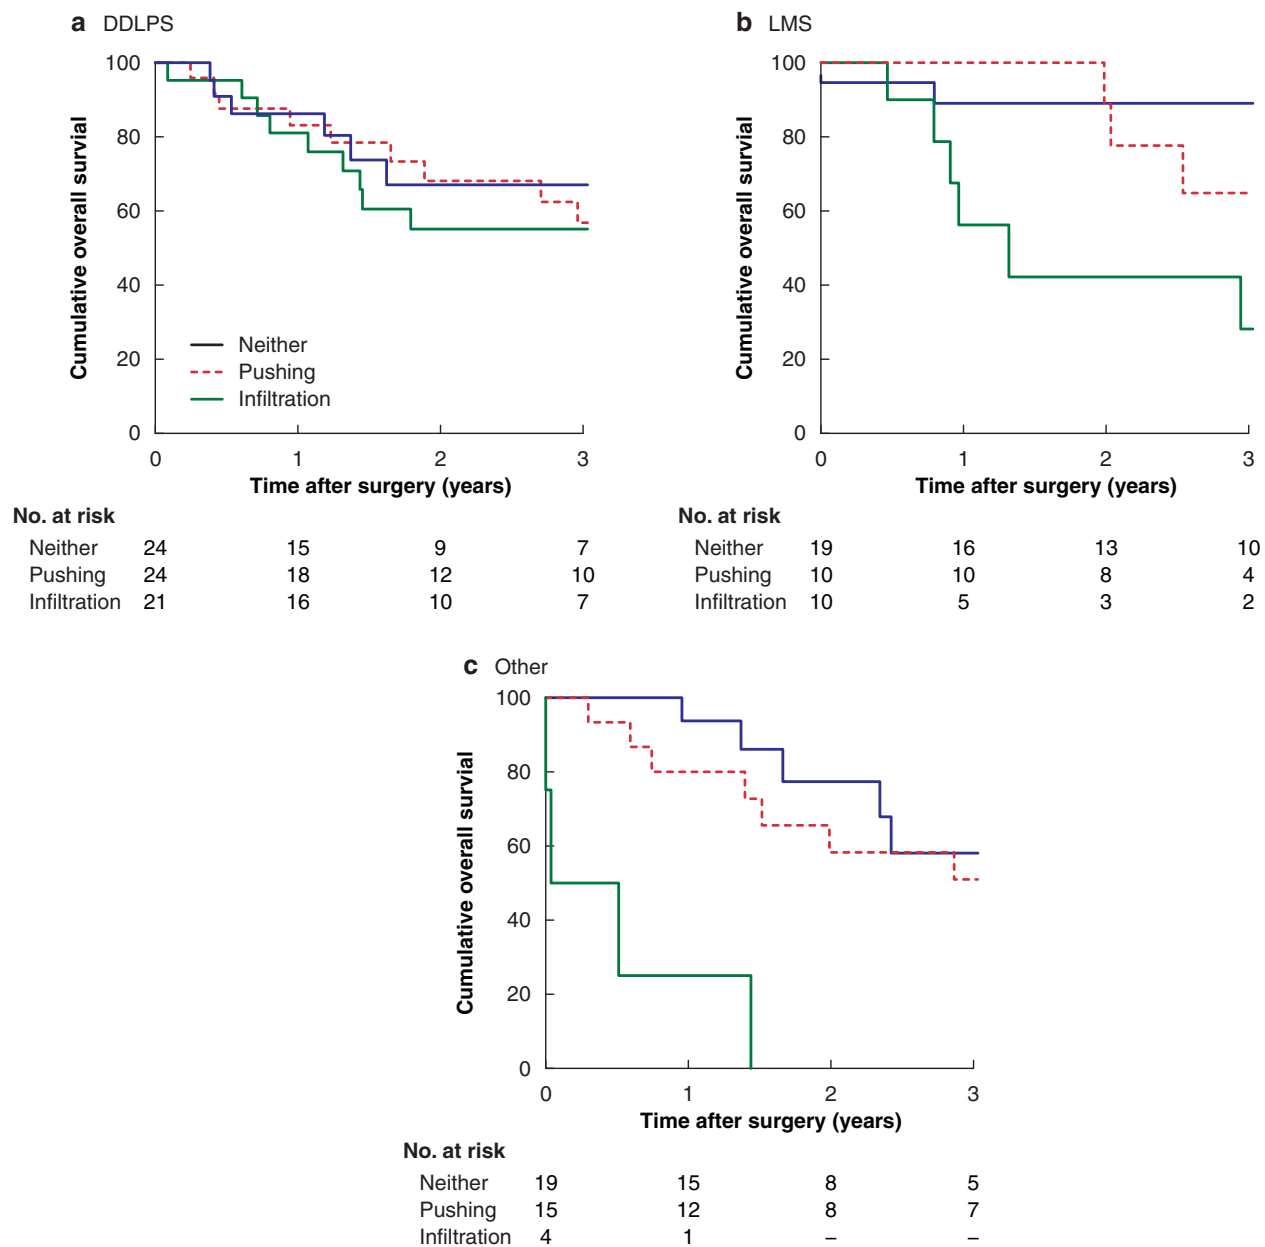 a DDLPS
100
80
60
40
20
0
Cumulative overall survial
Neither
Pushing
Infiltration
0 1 2 3
Time after surgery (years)
No. at risk
Neither 24 15 9 7
Pushing 24 18 12 10
Infiltration 21 16 10 7
b LMS
100
80
60
40
20
0
Cumulative overall survial
0 1 2 3
Time after surgery (years)
No. at risk
Neither 19 16 13 10
Pushing 10 10 8 4
Infiltration 10 5 3 2
c Other
100
80
60
40
20
0
Cumulative overall survial
0 1 2 3
Time after surgery (years)
No. at risk
Neither 19 15 8 5
Pushing 15 12 8 7
Infiltration 4 1 – –